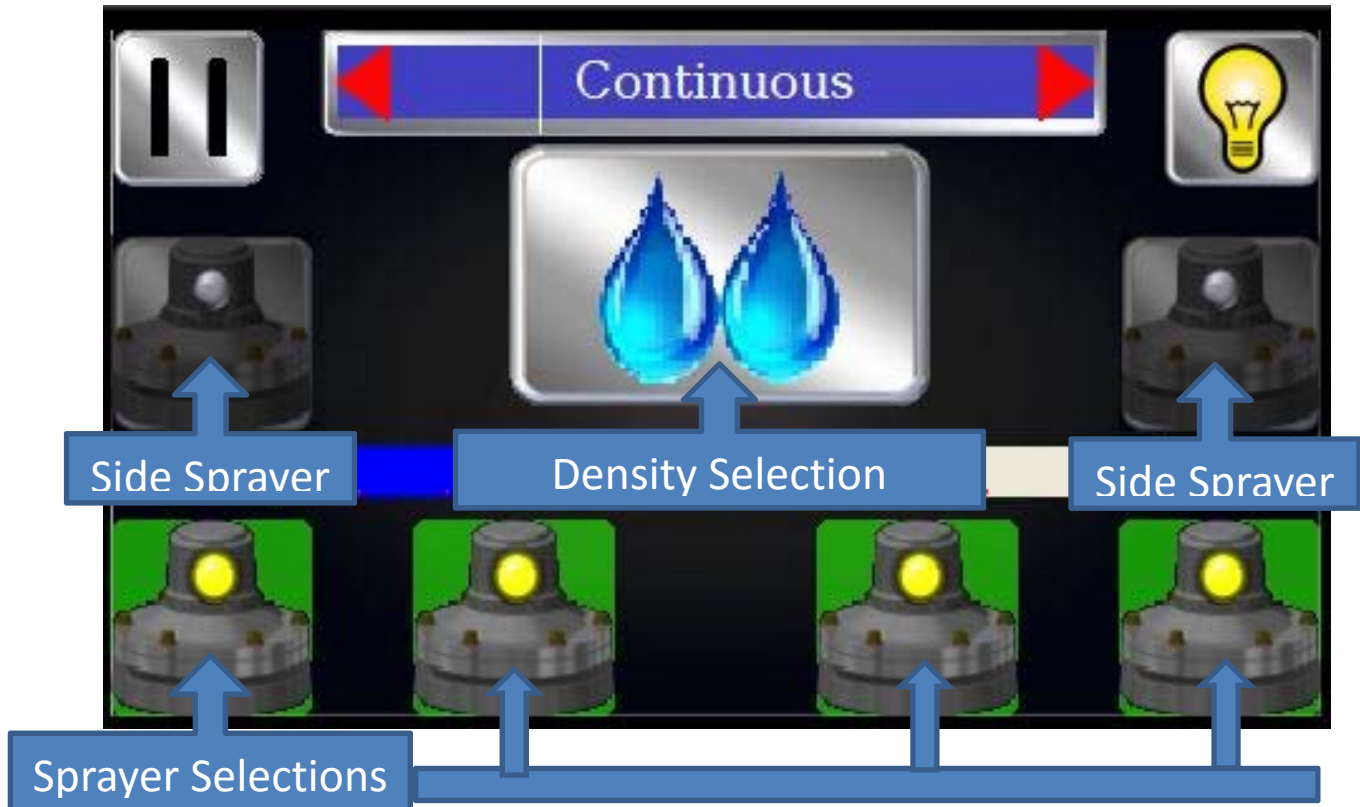 Continuous
Side Sprayer
Density Selection
Side Sprayer
Sprayer Selections